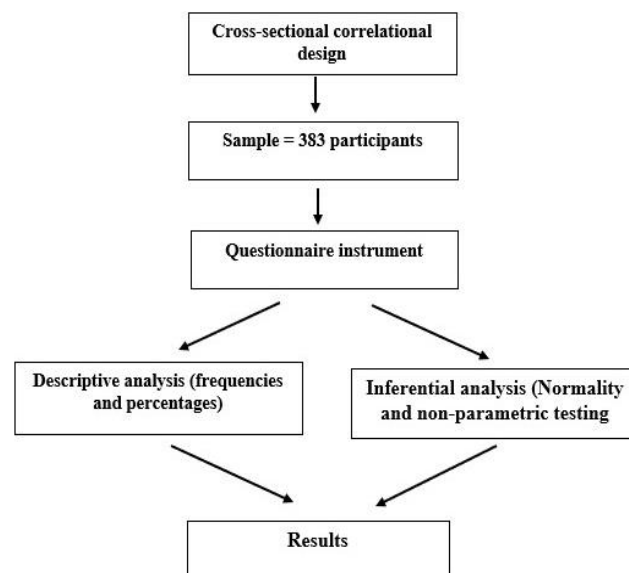 Cross-sectional correlational
design
Sample = 383 participants
Questionnaire instrument
Descriptive analysis (frequencies
and percentages)
Inferential analysis (Normality
and non-parametric testing
Results